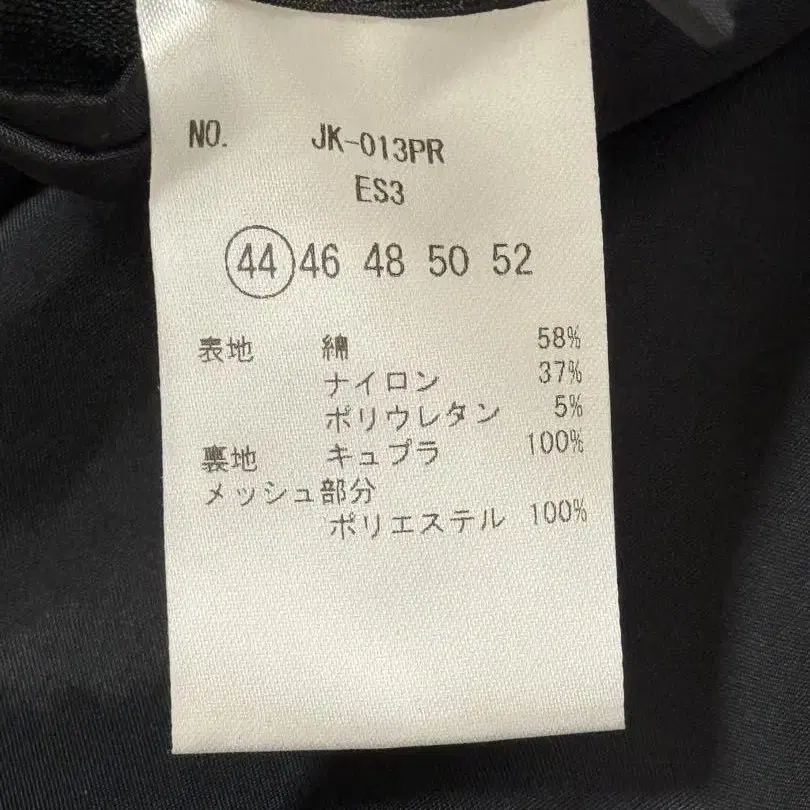 NO. JK-013PR
ES3
44 46 48 50 52
表地 綿 58%
ナイロン 37%
ポリウレタン 5%
裏地 キュプラ 100%
メッシュ部分
ポリエステル 100%